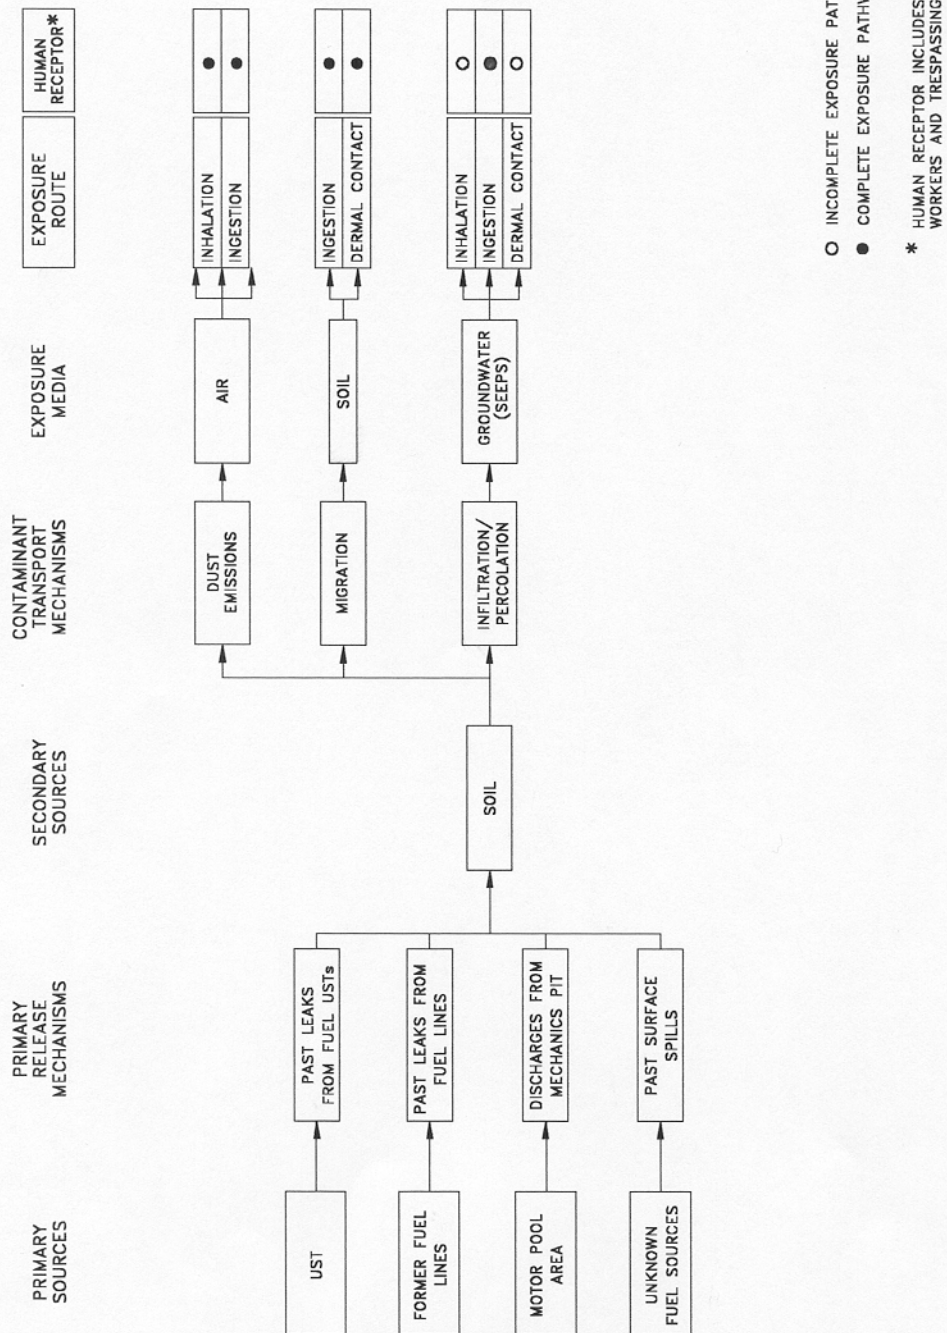 PRIMARY
SOURCES
PRIMARY
RELEASE
MECHANISMS
SECONDARY
SOURCES
CONTAMINANT
TRANSPORT
MECHANISMS
EXPOSURE
MEDIA
EXPOSURE
ROUTE
HUMAN
RECEPTOR*
UST
PAST LEAKS
FROM FUEL USTs
FORMER FUEL
LINES
PAST LEAKS FROM
FUEL LINES
MOTOR POOL
AREA
DISCHARGES FROM
MECHANICS PIT
UNKNOWN
FUEL SOURCES
PAST SURFACE
SPILLS
SOIL
DUST
EMISSIONS
AIR
INHALATION
INGESTION
MIGRATION
SOIL
INGESTION
DERMAL CONTACT
INFILTRATION/
PERCOLATION
GROUNDWATER
(SEEPS)
INHALATION
INGESTION
DERMAL CONTACT
INCOMPLETE EXPOSURE
COMPLETE EXPOSURE
* HUMAN RECEPTOR INCLUDES
WORKERS AND TRESPASSING